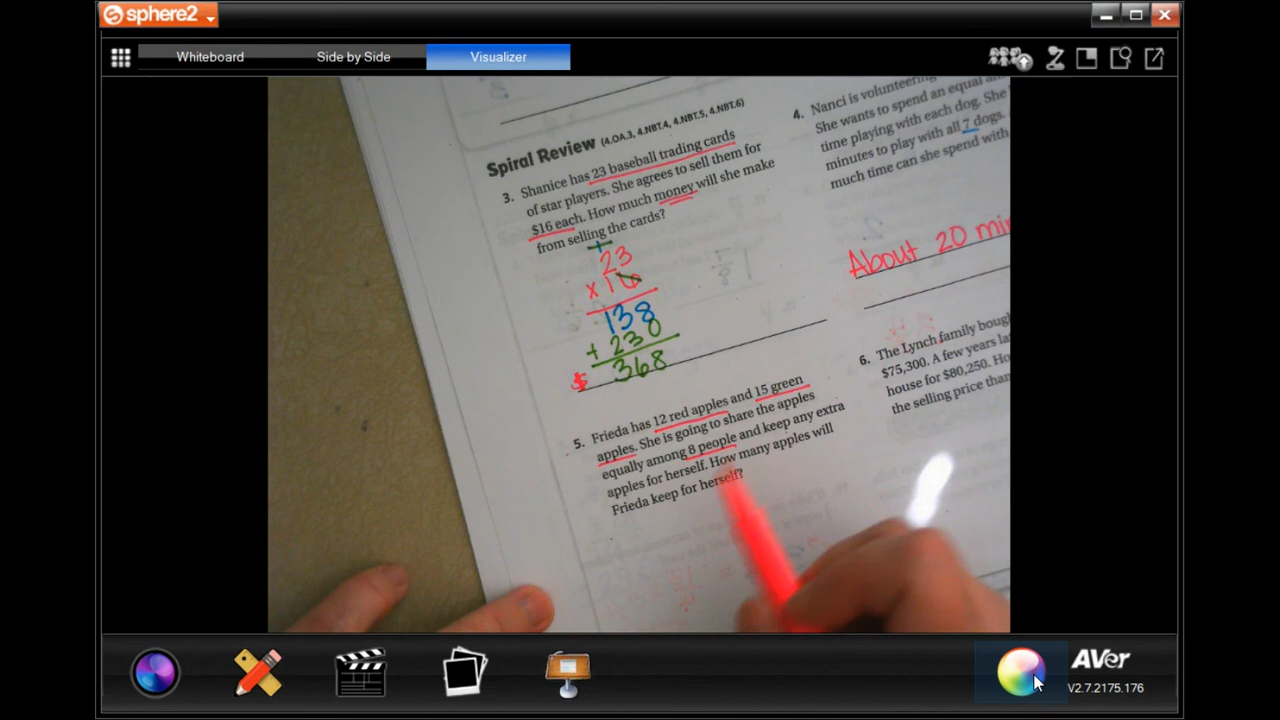 sphere2
Whiteboard
Side by Side
Visualizer
Spiral Review (4.OA.3, 4.NBT.4, 4.NBT.5, 4.NBT.6)
3. Shanice has 23 baseball trading cards
of star players. She agrees to sell them for
$16 each. How much money will she make
from selling the cards?
23
x 16
138
+ 238
$ 368
4. Nanci is volunteering
She wants to spend an equal
time playing with each dog. She
minutes to play with all 7 dogs.
much time can she spend with
About 20 min
5. Frieda has 12 red apples and 15 green
apples. She is going to share the apples
equally among 8 people and keep any extra
apples for herself. How many apples will
Frieda keep for herself?
6. The Lynch family bough
$75,300. A few years la
house for $80,250. Ho
the selling price than
AVer
V2.7.2175.176